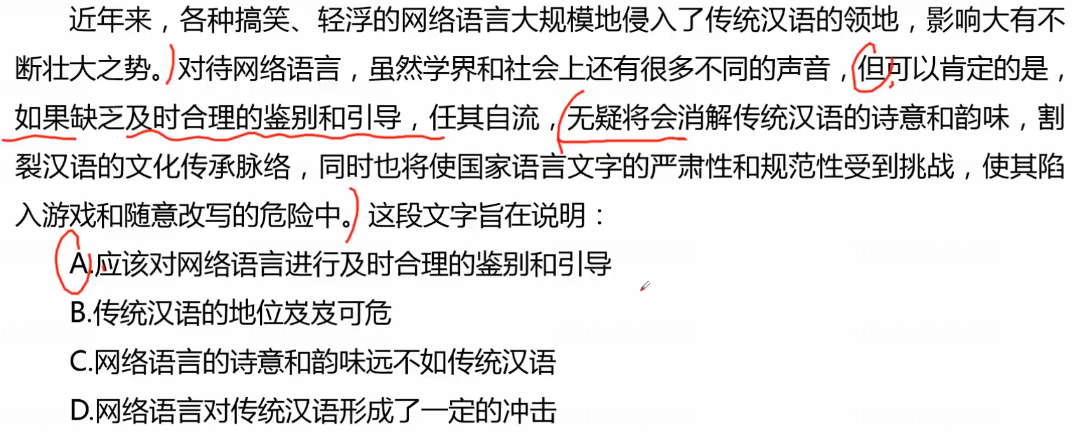 近年来，各种搞笑、轻浮的网络语言大规模地侵入了传统汉语的领地，影响大有不
断壮大之势。对待网络语言，虽然学界和社会上还有很多不同的声音，但可以肯定的是，
如果缺乏及时合理的鉴别和引导，任其自流，无疑将会消解传统汉语的诗意和韵味，割
裂汉语的文化传承脉络，同时也将使国家语言文字的严肃性和规范性受到挑战，使其陷
入游戏和随意改写的危险中。这段文字旨在说明：
A.应该对网络语言进行及时合理的鉴别和引导
B.传统汉语的地位岌岌可危
C.网络语言的诗意和韵味远不如传统汉语
D.网络语言对传统汉语形成了一定的冲击